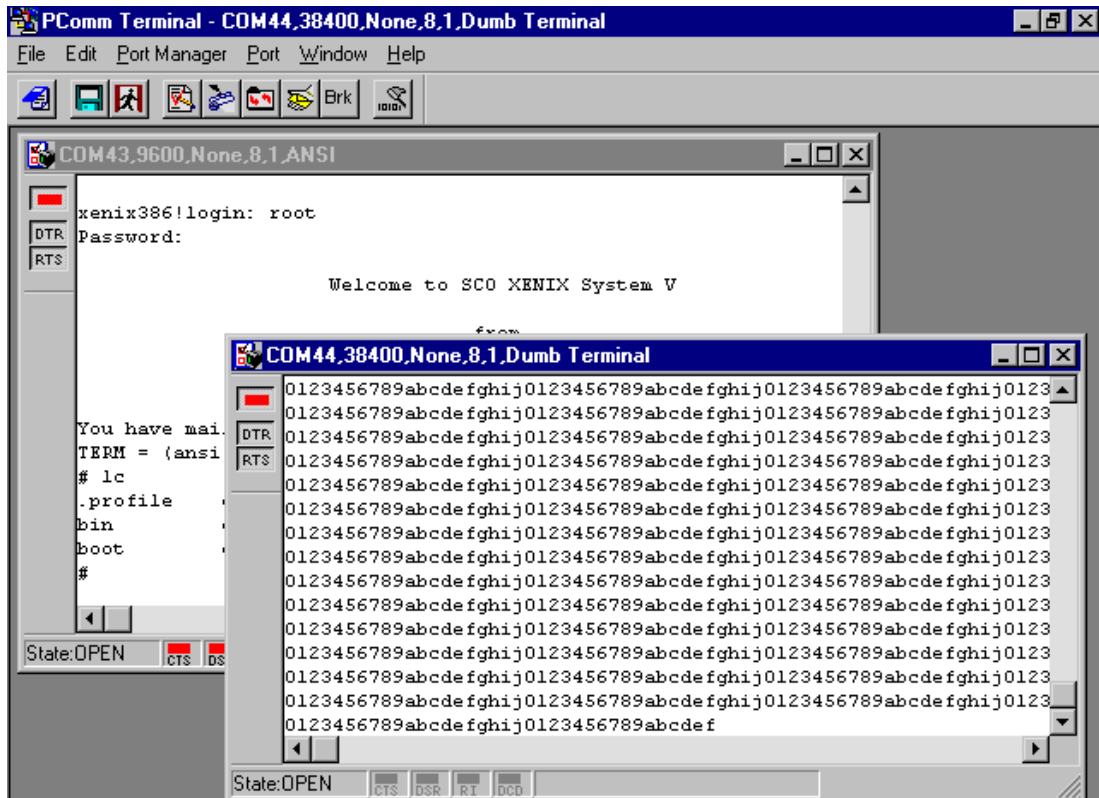 PComm Terminal - COM44,38400,None,8,1,Dumb Terminal
File Edit Port Manager Port Window Help
Brk
COM43,9600,None,8,1,ANSI
DTR
RTS
xenix386!login: root
Password:
Welcome to SCO XENIX System V
from
You have mai
TERM = (ansi
# lc
.profile
bin
boot
#
State:OPEN CTS DS
COM44,38400,None,8,1,Dumb Terminal
DTR
RTS
0123456789abcdefghij0123456789abcdefghij0123456789abcdefghij0123
0123456789abcdefghij0123456789abcdefghij0123456789abcdefghij0123
0123456789abcdefghij0123456789abcdefghij0123456789abcdefghij0123
0123456789abcdefghij0123456789abcdefghij0123456789abcdefghij0123
0123456789abcdefghij0123456789abcdefghij0123456789abcdefghij0123
0123456789abcdefghij0123456789abcdefghij0123456789abcdefghij0123
0123456789abcdefghij0123456789abcdefghij0123456789abcdefghij0123
0123456789abcdefghij0123456789abcdefghij0123456789abcdefghij0123
0123456789abcdefghij0123456789abcdefghij0123456789abcdefghij0123
0123456789abcdefghij0123456789abcdefghij0123456789abcdefghij0123
0123456789abcdefghij0123456789abcdefghij0123456789abcdefghij0123
0123456789abcdefghij0123456789abcdefghij0123456789abcdefghij0123
0123456789abcdefghij0123456789abcdefghij0123456789abcdefghij0123
0123456789abcdefghij0123456789abcdefghij0123456789abcdefghij0123
0123456789abcdefghij0123456789abcdef
State:OPEN CTS DSR RI DCD